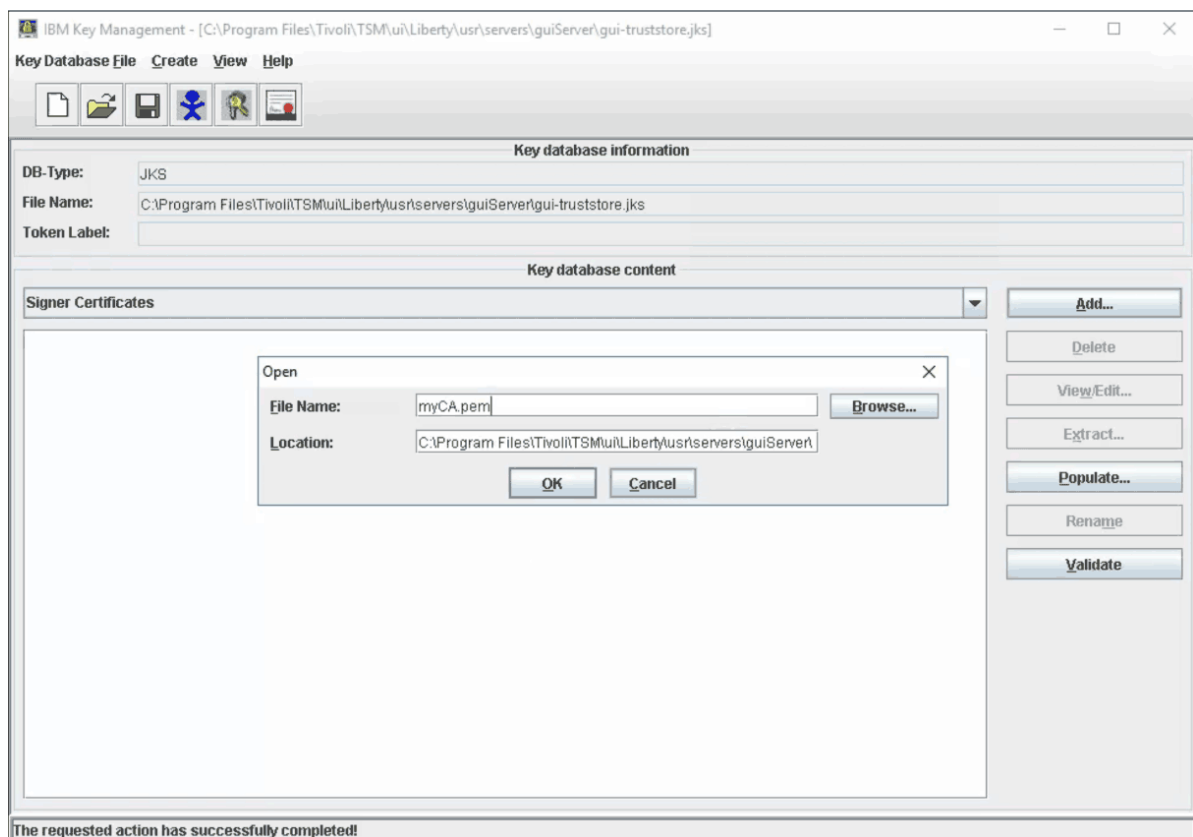 IBM Key Management - [C:\Program Files\Tivoli\TSM\ui\Liberty\usr\servers\guiServer\gui-truststore.jks]
Key Database File Create View Help
Key database information
DB-Type: JKS
File Name: C:\Program Files\Tivoli\TSM\ui\Liberty\usr\servers\guiServer\gui-truststore.jks
Token Label:
Key database content
Signer Certificates
Add...
Delete
View/Edit...
Extract...
Populate...
Rename
Validate
Open
File Name: myCA.pem Browse...
Location: C:\Program Files\Tivoli\TSM\ui\Liberty\usr\servers\guiServer\
OK Cancel
The requested action has successfully completed!